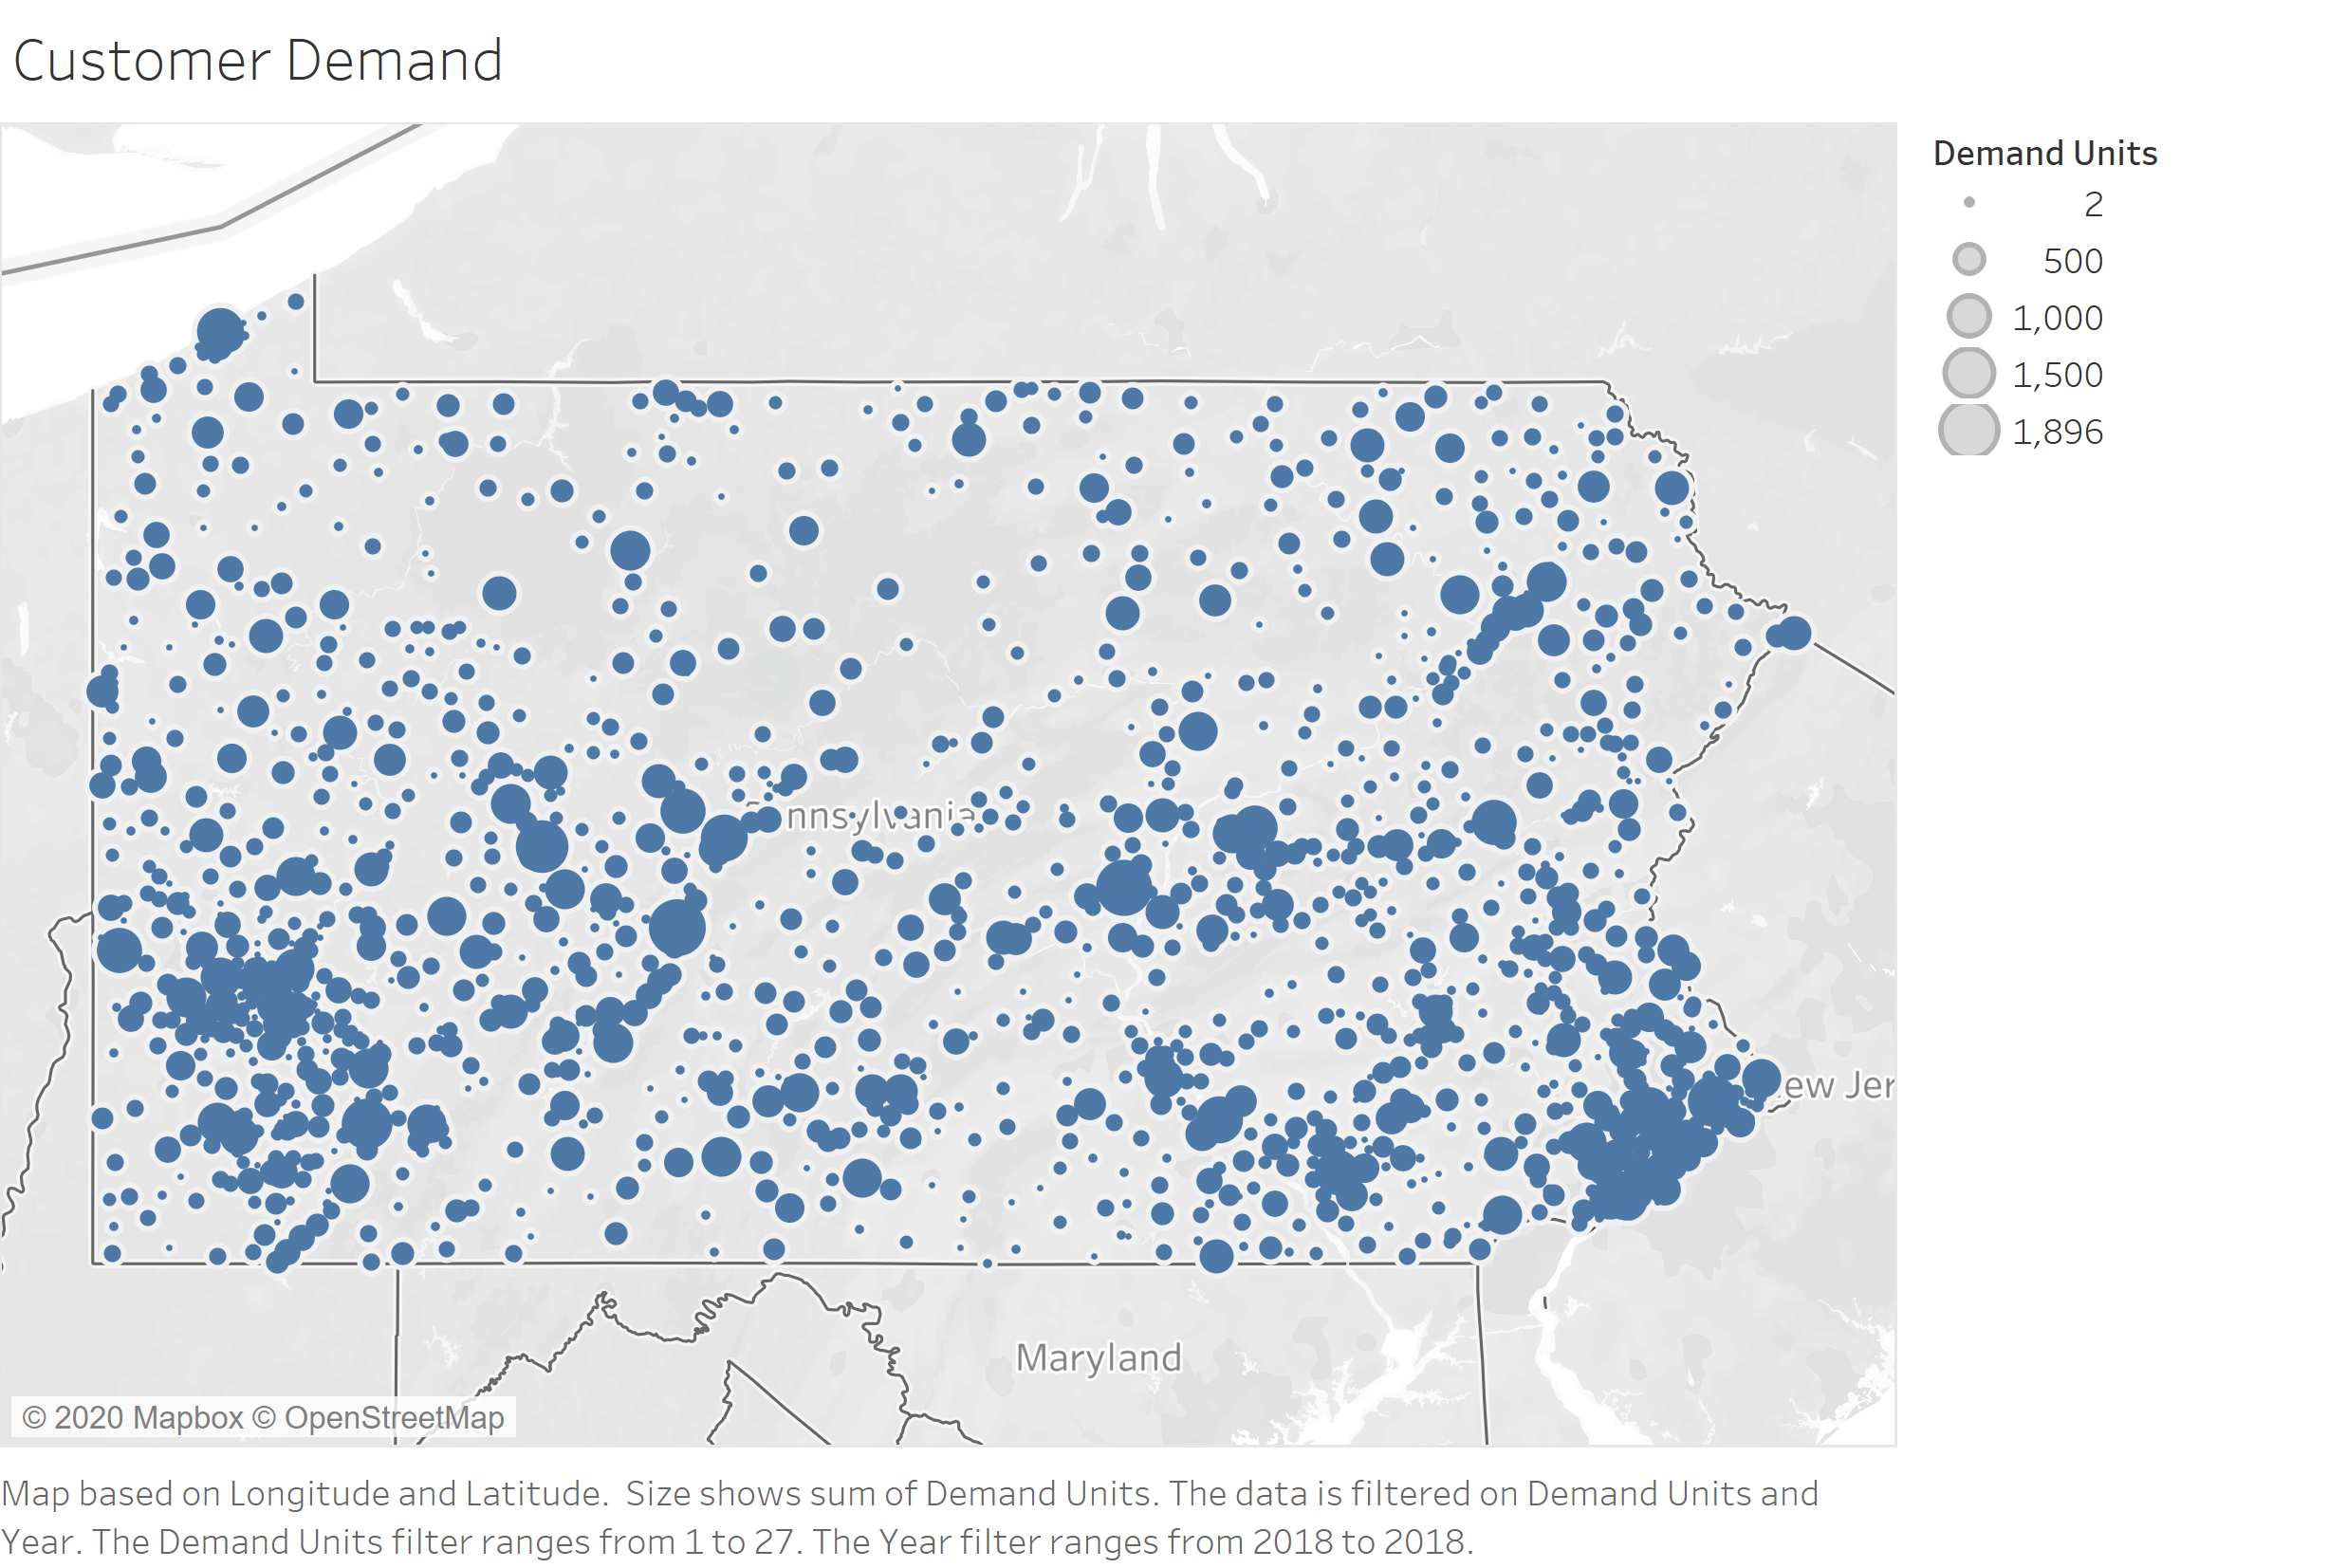 Customer Demand
Demand Units
2
500
1,000
1,500
1,896
nnsylvania
ew Jer
Maryland
© 2020 Mapbox © OpenStreetMap
Map based on Longitude and Latitude.  Size shows sum of Demand Units. The data is filtered on Demand Units and
Year. The Demand Units filter ranges from 1 to 27. The Year filter ranges from 2018 to 2018.